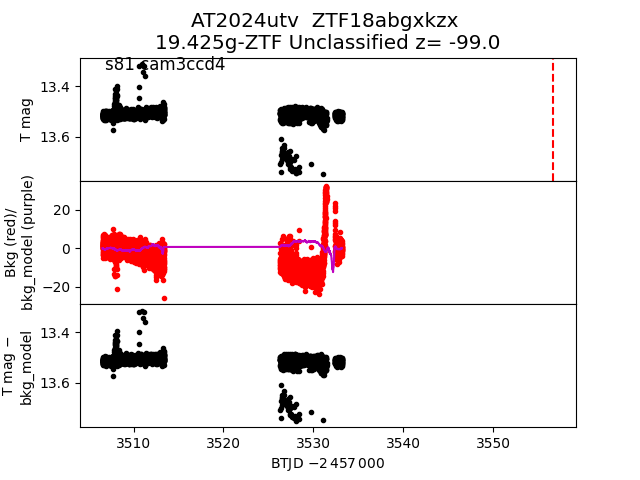 AT2024utv  ZTF18abgxkzx
19.425g-ZTF Unclassified z= -99.0
s81 cam3ccd4
13.4
13.6
T mag
20
0
−20
Bkg (red)/
bkg_model (purple)
13.4
13.6
T mag −
bkg_model
3510
3520
3530
3540
3550
BTJD −2 457 000